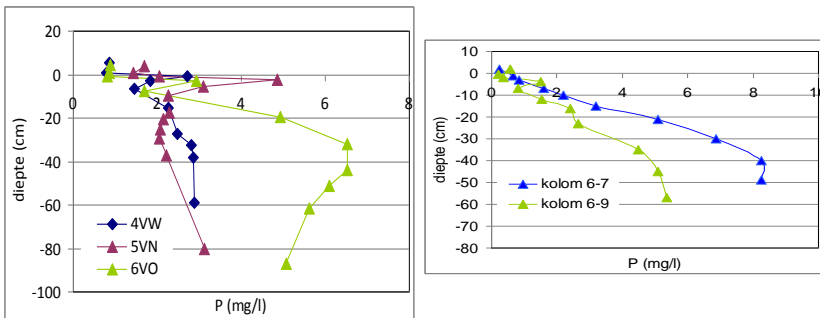 20
0
-20
-40
-60
-80
-100
0 2 4 6 8
diepte (cm)
P (mg/l)
4VW
5VN
6VO
10
0
-10
-20
-30
-40
-50
-60
-70
-80
0 2 4 6 8 10
diepte (cm)
P (mg/l)
kolom 6-7
kolom 6-9